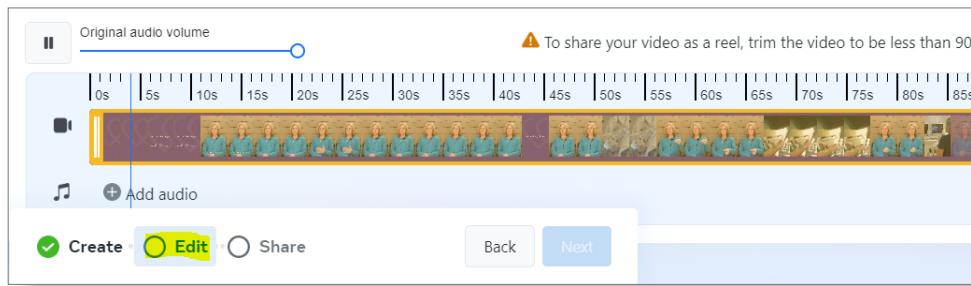 Original audio volume
To share your video as a reel, trim the video to be less than 90
0s 5s 10s 15s 20s 25s 30s 35s 40s 45s 50s 55s 60s 65s 70s 75s 80s 85s
Add audio
Create Edit Share Back Next